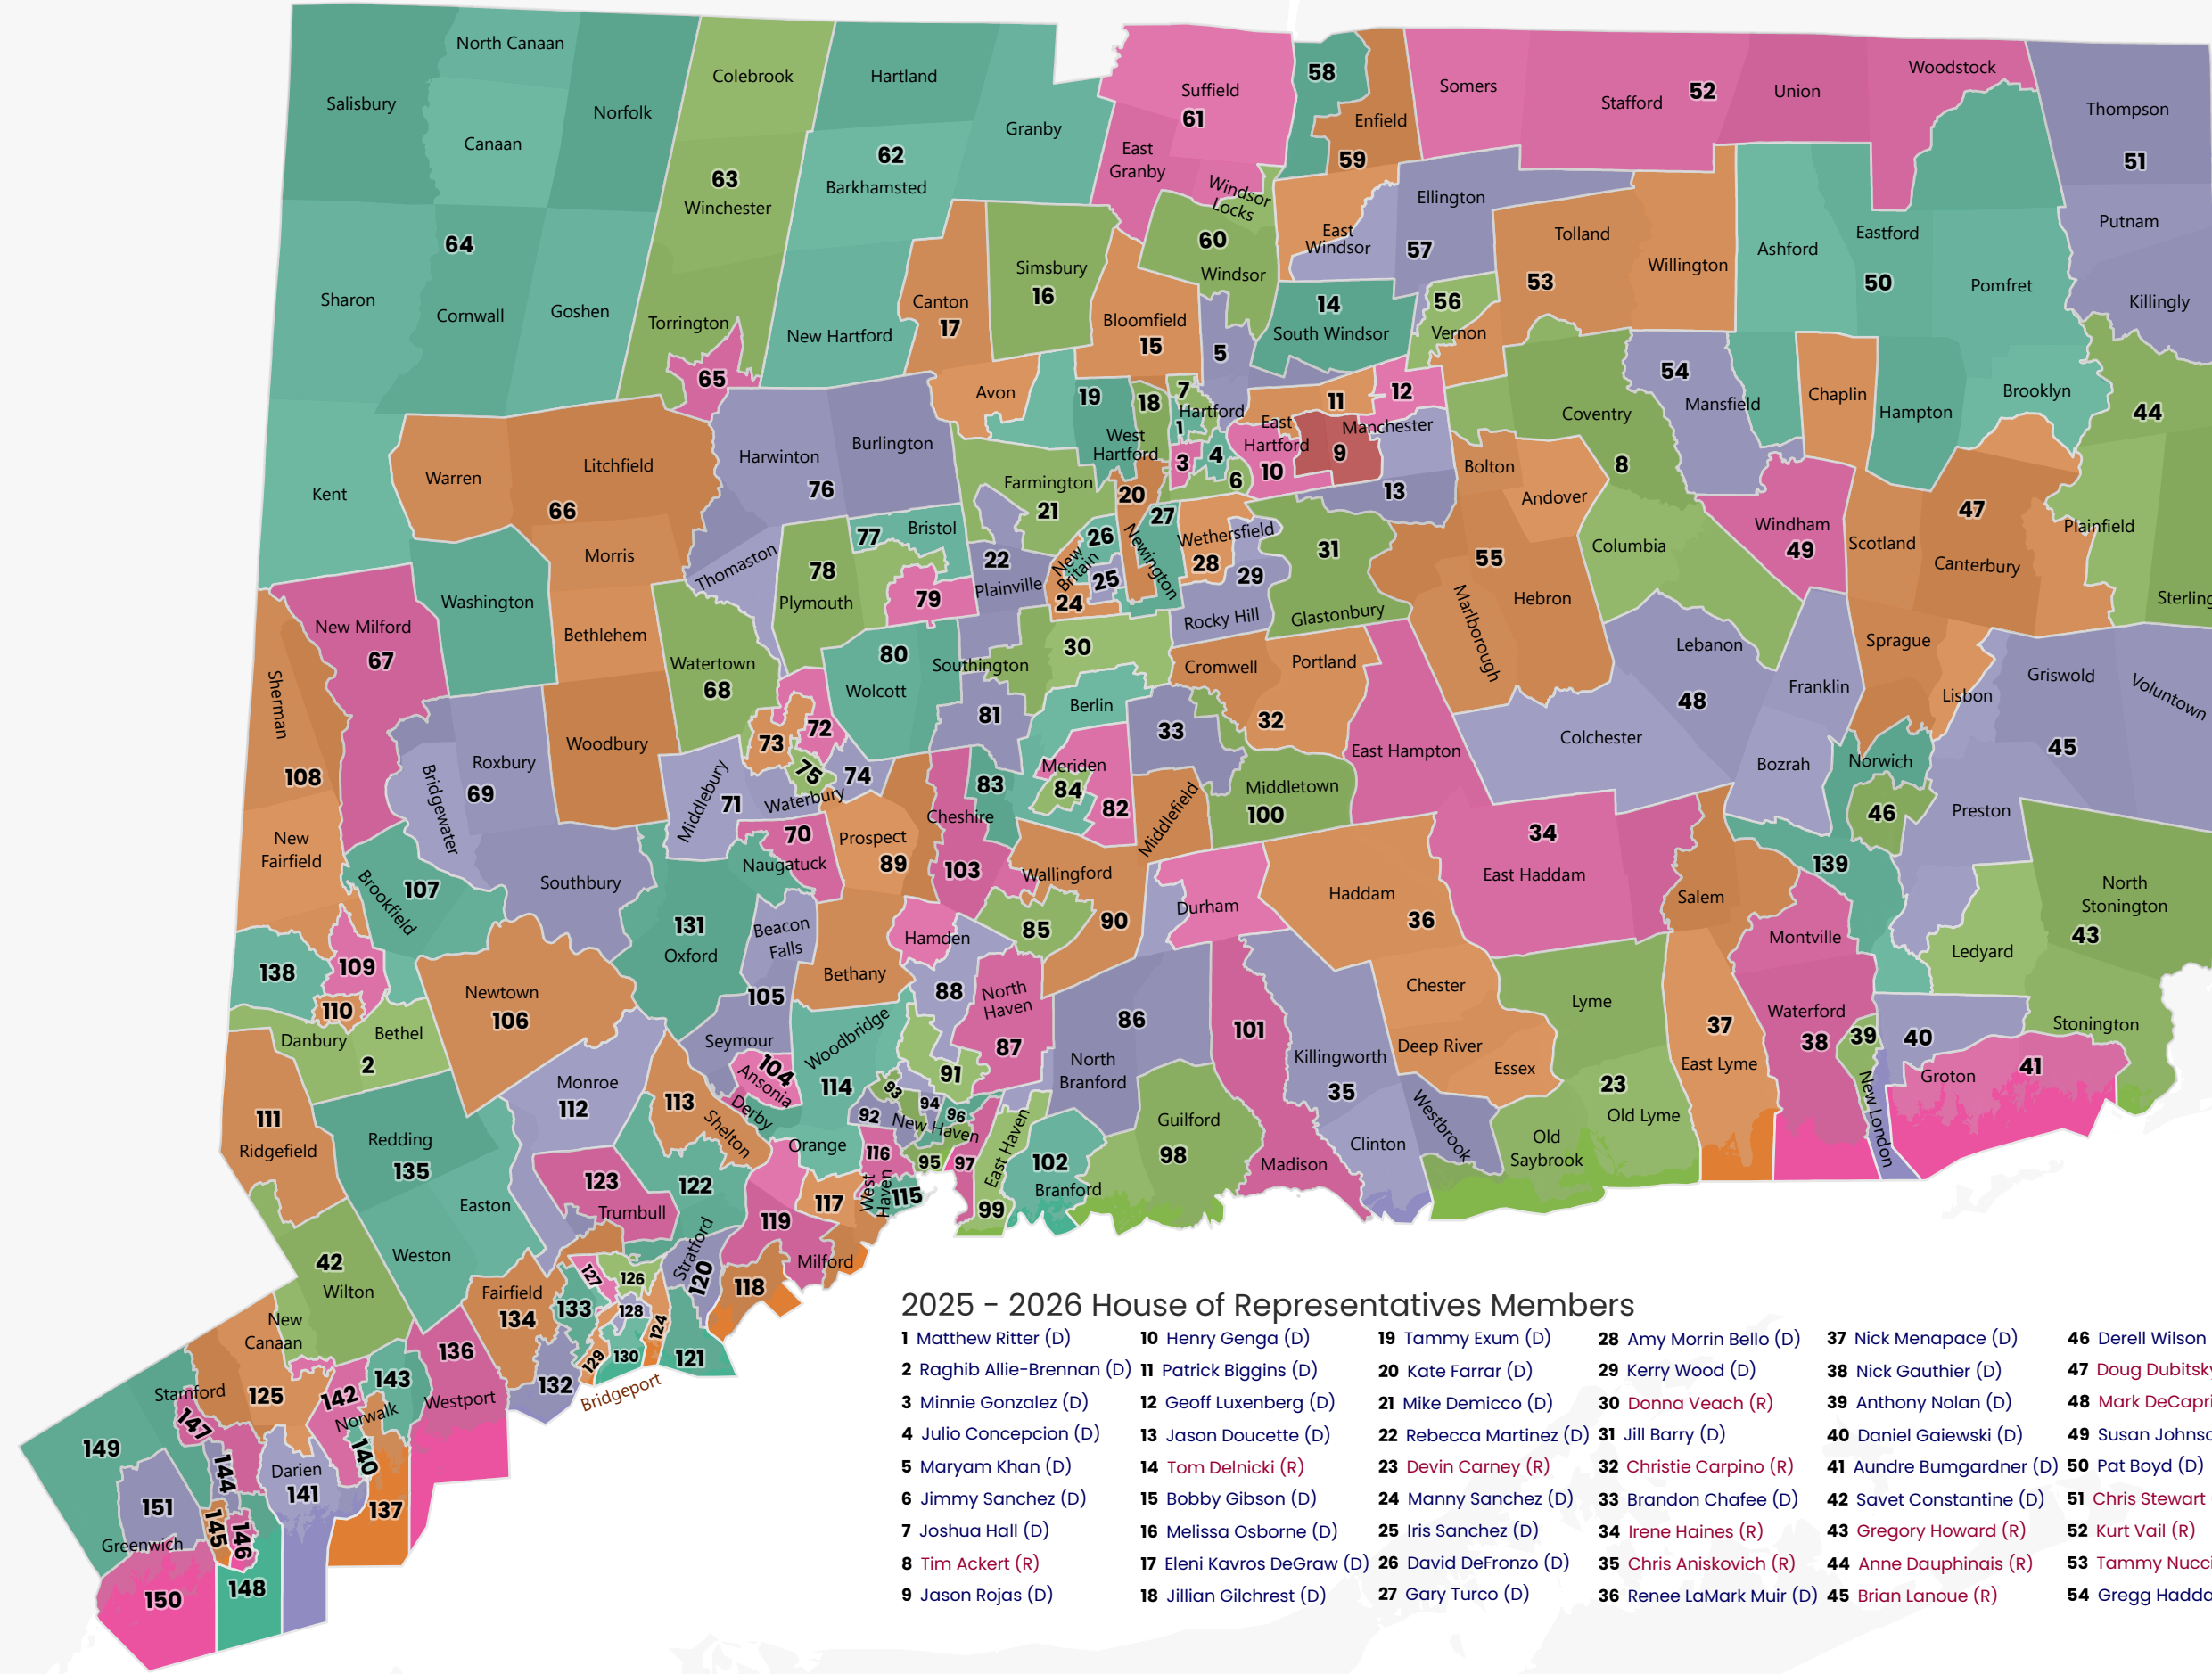 North Canaan
Salisbury
Canaan
Norfolk
Colebrook
Hartland
Granby
Suffield
61
58
Enfield
59
Somers
Stafford
52
Union
Woodstock
Thompson
51
62
Barkhamsted
East
Granby
63
Winchester
Windsor
Locks
Ellington
Putnam
64
60
East
Windsor
57
Tolland
Willington
Ashford
Eastford
Sharon
Cornwall
Goshen
Simsbury
16
Windsor
53
50
Pomfret
Killingly
Torrington
New Hartford
Canton
17
Bloomfield
15
14
South Windsor
56
Vernon
5
65
54
Avon
19
18
7
Hartford
1
11
12
Mansfield
Chaplin
Hampton
Brooklyn
44
Coventry
8
East
Hartford
Manchester
West
Hartford
3
4
10
9
Burlington
Harwinton
76
Litchfield
Warren
66
Kent
Farmington
21
20
6
13
Bolton
Andover
47
Windham
49
Scotland
Canterbury
Plainfield
Columbia
77
Bristol
26
27
Newington
Wethersfield
28
31
55
Morris
Thomaston
78
Plymouth
22
Plainville
New
Britain
25
24
29
Washington
79
Hebron
Marlborough
Sterling
Glastonbury
Rocky Hill
New Milford
67
Bethlehem
Watertown
68
80
Wolcott
Southington
30
Cromwell
Portland
Lebanon
Sprague
Franklin
Griswold
Lisbon
Voluntown
Sherman
Berlin
48
81
33
32
72
73
Woodbury
East Hampton
Colchester
45
Roxbury
69
Bridgewater
108
Bozrah
Norwich
Meriden
84
83
82
75
74
Waterbury
71
Middlebury
Middlefield
Middletown
100
46
Preston
New
Fairfield
70
Naugatuck
Prospect
89
Cheshire
103
Wallingford
34
East Haddam
139
Brookfield
107
Southbury
Haddam
36
Salem
North
Stonington
43
131
Oxford
Beacon
Falls
Hamden
85
90
Durham
Montville
Ledyard
138
109
Bethany
110
Newtown
106
105
88
North
Haven
87
86
101
Chester
Lyme
37
Waterford
38
39
40
Stonington
Danbury
Bethel
2
Seymour
Woodbridge
114
Deep River
Essex
East Lyme
North
Branford
Killingworth
35
Groton
41
New London
Monroe
112
104
Ansonia
91
93
94
96
92
New Haven
111
Ridgefield
Redding
135
113
Shelton
Derby
Guilford
98
Westbrook
23
Old Lyme
Old
Saybrook
Orange
116
95
97
East Haven
102
Branford
Clinton
Madison
Easton
123
Trumbull
122
117
West
Haven
115
99
119
Weston
42
Wilton
Milford
Stratford
120
118
127
126
Fairfield
134
133
128
124
New
Canaan
136
129
130
121
132
Bridgeport
Stamford
125
142
143
Norwalk
Westport
147
149
144
Darien
141
140
137
151
145
146
Greenwich
148
150
2025 - 2026 House of Representatives Members
1 Matthew Ritter (D) 10 Henry Genga (D) 19 Tammy Exum (D) 28 Amy Morrin Bello (D) 37 Nick Menapace (D) 46 Derell Wilson
2 Raghib Allie-Brennan (D) 11 Patrick Biggins (D) 20 Kate Farrar (D) 29 Kerry Wood (D) 38 Nick Gauthier (D) 47 Doug Dubitsky
3 Minnie Gonzalez (D) 12 Geoff Luxenberg (D) 21 Mike Demicco (D) 30 Donna Veach (R) 39 Anthony Nolan (D) 48 Mark DeCapri
4 Julio Concepcion (D) 13 Jason Doucette (D) 22 Rebecca Martinez (D) 31 Jill Barry (D) 40 Daniel Gaiewski (D) 49 Susan Johnso
5 Maryam Khan (D) 14 Tom Delnicki (R) 23 Devin Carney (R) 32 Christie Carpino (R) 41 Aundre Bumgardner (D) 50 Pat Boyd (D)
6 Jimmy Sanchez (D) 15 Bobby Gibson (D) 24 Manny Sanchez (D) 33 Brandon Chafee (D) 42 Savet Constantine (D) 51 Chris Stewart
7 Joshua Hall (D) 16 Melissa Osborne (D) 25 Iris Sanchez (D) 34 Irene Haines (R) 43 Gregory Howard (R) 52 Kurt Vail (R)
8 Tim Ackert (R) 17 Eleni Kavros DeGraw (D) 26 David DeFronzo (D) 35 Chris Aniskovich (R) 44 Anne Dauphinais (R) 53 Tammy Nucci
9 Jason Rojas (D) 18 Jillian Gilchrest (D) 27 Gary Turco (D) 36 Renee LaMark Muir (D) 45 Brian Lanoue (R) 54 Gregg Hadda